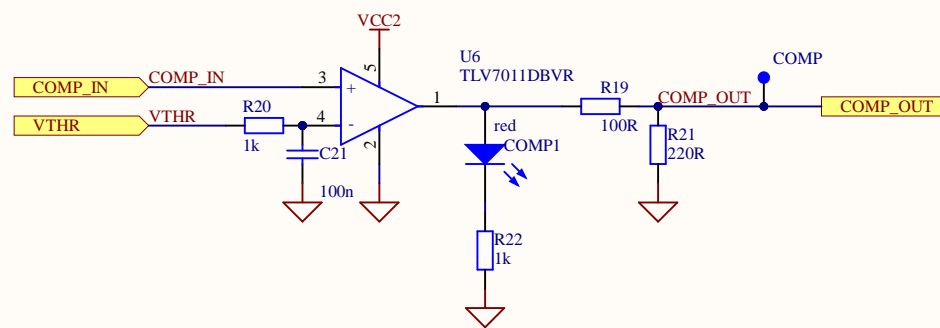 VCC2
U6
TLV7011DBVR
COMP
COMP_IN
COMP_IN
3
5
+
1
R19
COMP_OUT
COMP_OUT
100R
VTHR
VTHR
R20
1k
4
-
2
C21
100n
red
COMP1
R21
220R
R22
1k